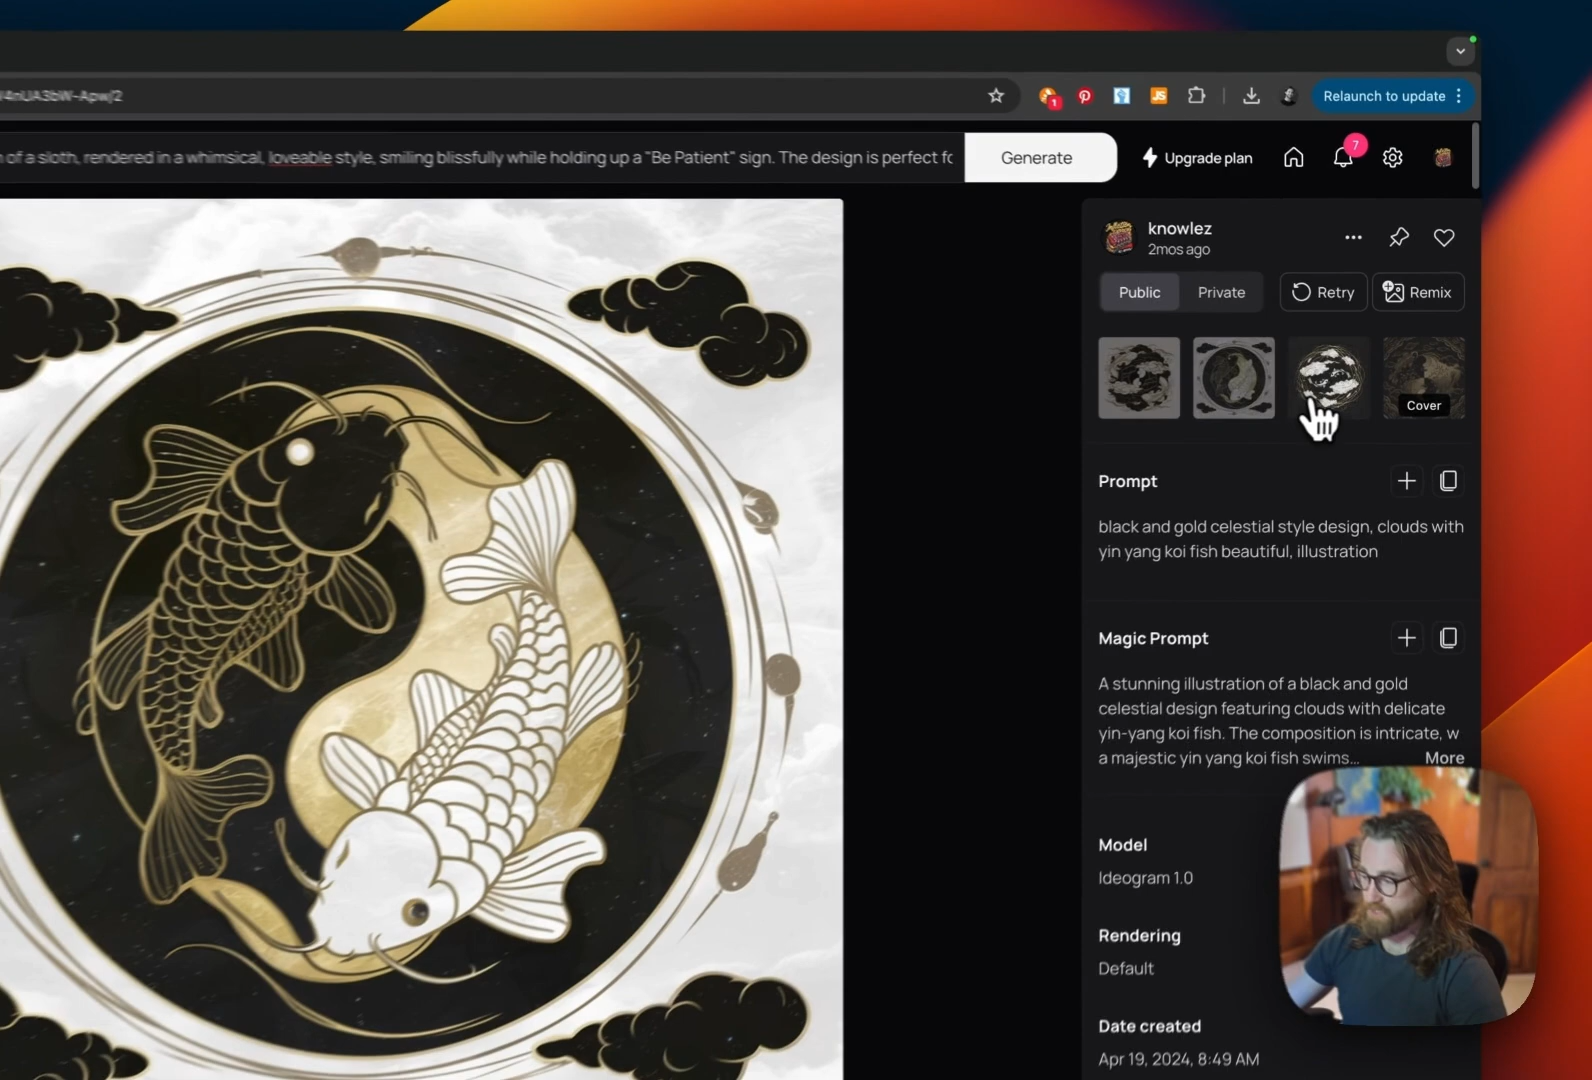 Relaunch to update
1
JS
of a sloth, rendered in a whimsical, loveable style, smiling blissfully while holding up a "Be Patient" sign. The design is perfect fc
Generate
Upgrade plan
7
knowlez
2mos ago
Public
Private
Retry
Remix
Cover
Prompt
black and gold celestial style design, clouds with
yin yang koi fish beautiful, illustration
Magic Prompt
A stunning illustration of a black and gold
celestial design featuring clouds with delicate
yin-yang koi fish. The composition is intricate, w
a majestic yin yang koi fish swims...
More
Model
Ideogram 1.0
Rendering
Default
Date created
Apr 19, 2024, 8:49 AM